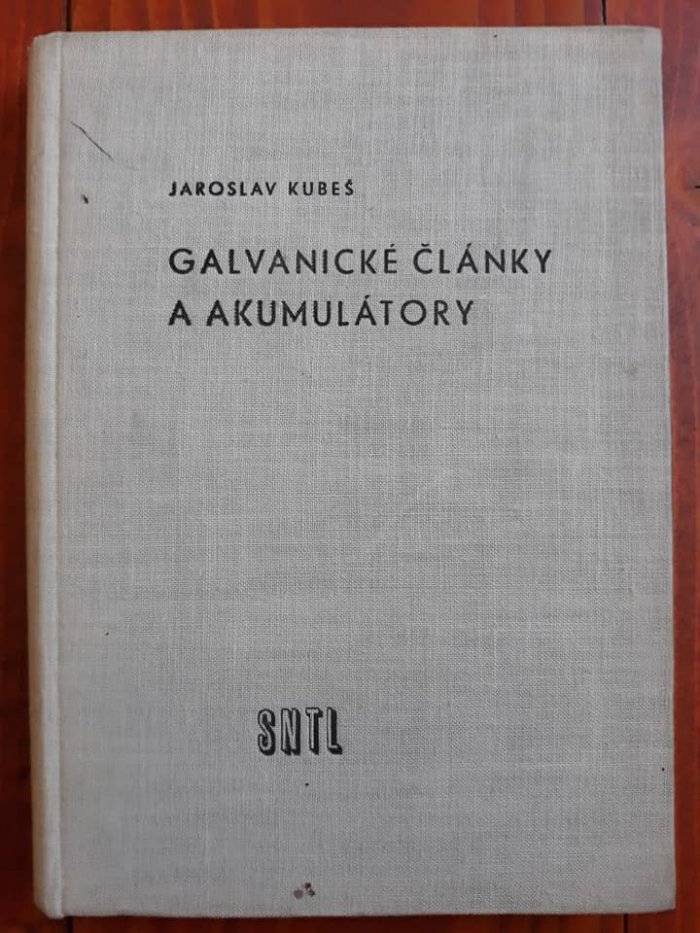 JAROSLAV KUBEŠ
GALVANICKÉ ČLÁNKY
A AKUMULÁTORY
SNTL